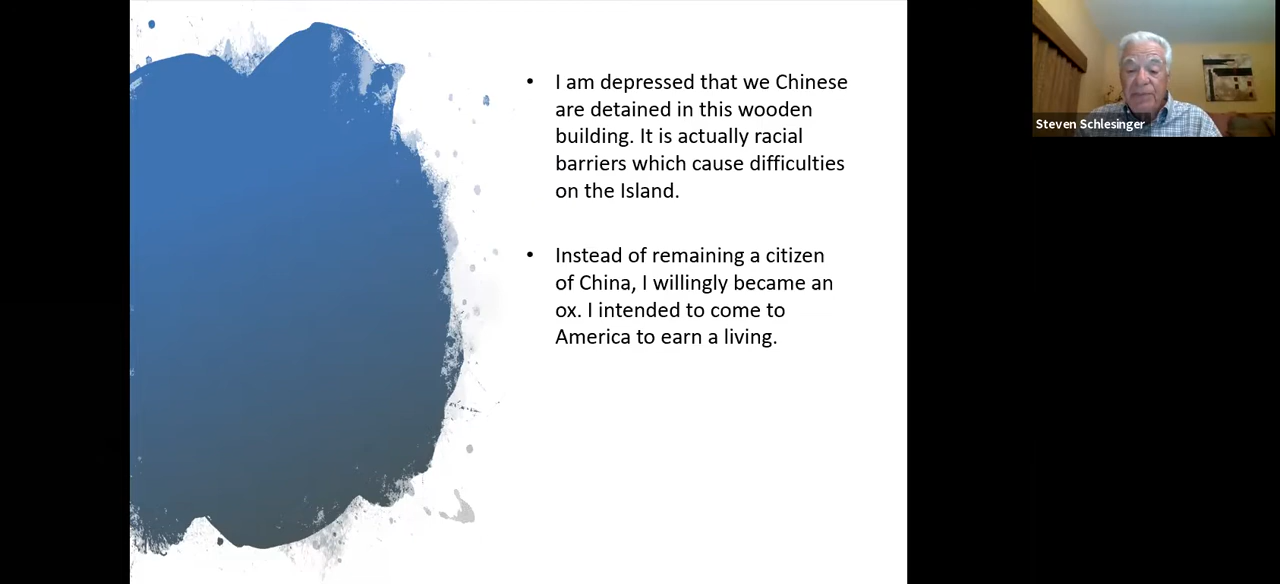 • I am depressed that we Chinese
are detained in this wooden
building. It is actually racial
barriers which cause difficulties
on the Island.
• Instead of remaining a citizen
of China, I willingly became an
ox. I intended to come to
America to earn a living.
Steven Schlesinger